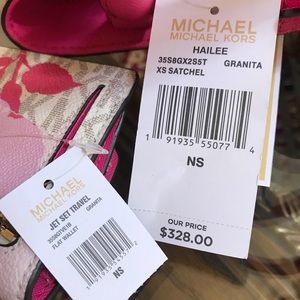 MICHAEL
MICHAEL KORS
HAILEE
35S8GX2S5T GRANITA
XS SATCHEL
1 91935 55077 4
NS
OUR PRICE
$328.00
MICHAEL
MICHAEL KORS
JET SET TRAVEL
GRANITA
FLAT WALLET
NS